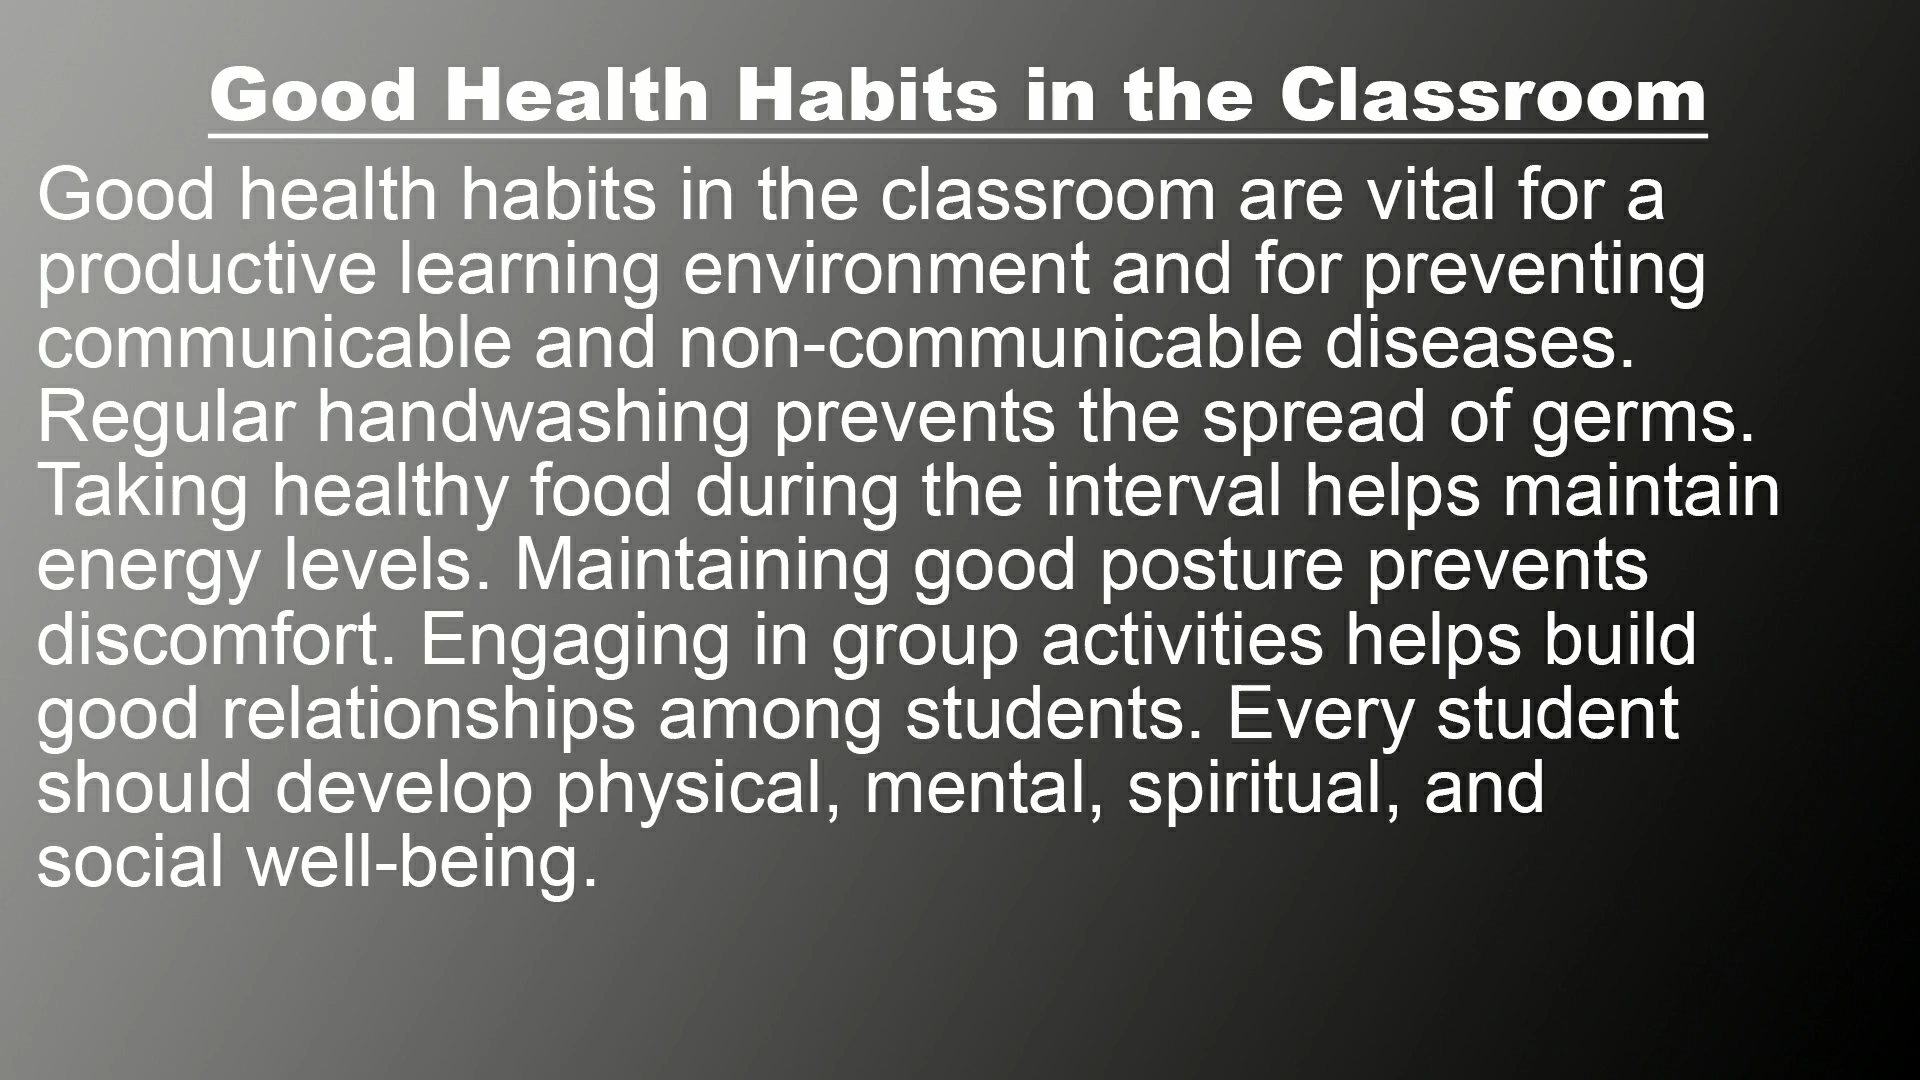 Good Health Habits in the Classroom
Good health habits in the classroom are vital for a
productive learning environment and for preventing
communicable and non-communicable diseases.
Regular handwashing prevents the spread of germs.
Taking healthy food during the interval helps maintain
energy levels. Maintaining good posture prevents
discomfort. Engaging in group activities helps build
good relationships among students. Every student
should develop physical, mental, spiritual, and
social well-being.